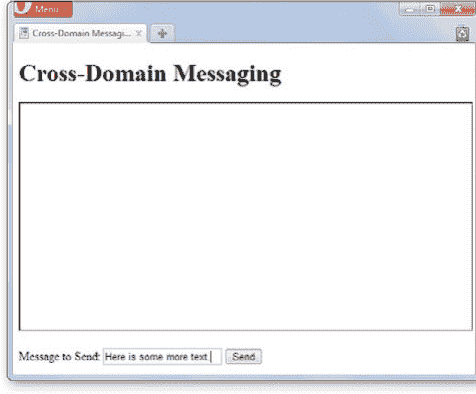 Menu
Cross-Domain Messagi...
Cross-Domain Messaging
Message to Send: Here is some more text Send